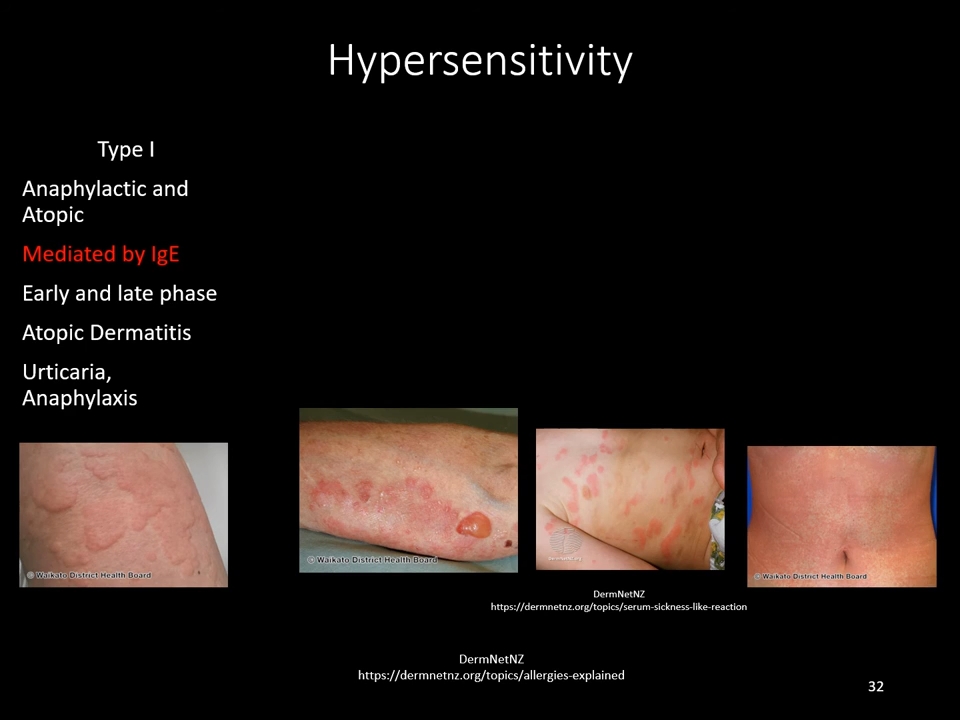 Hypersensitivity
Type I
Anaphylactic and
Atopic
Mediated by IgE
Early and late phase
Atopic Dermatitis
Urticaria,
Anaphylaxis
© Waikato District Health Board
© Waikato District Health Board
dermnetnz.org
© Waikato District Health Board
DermNetNZ
https://dermnetnz.org/topics/serum-sickness-like-reaction
DermNetNZ
https://dermnetnz.org/topics/allergies-explained
32